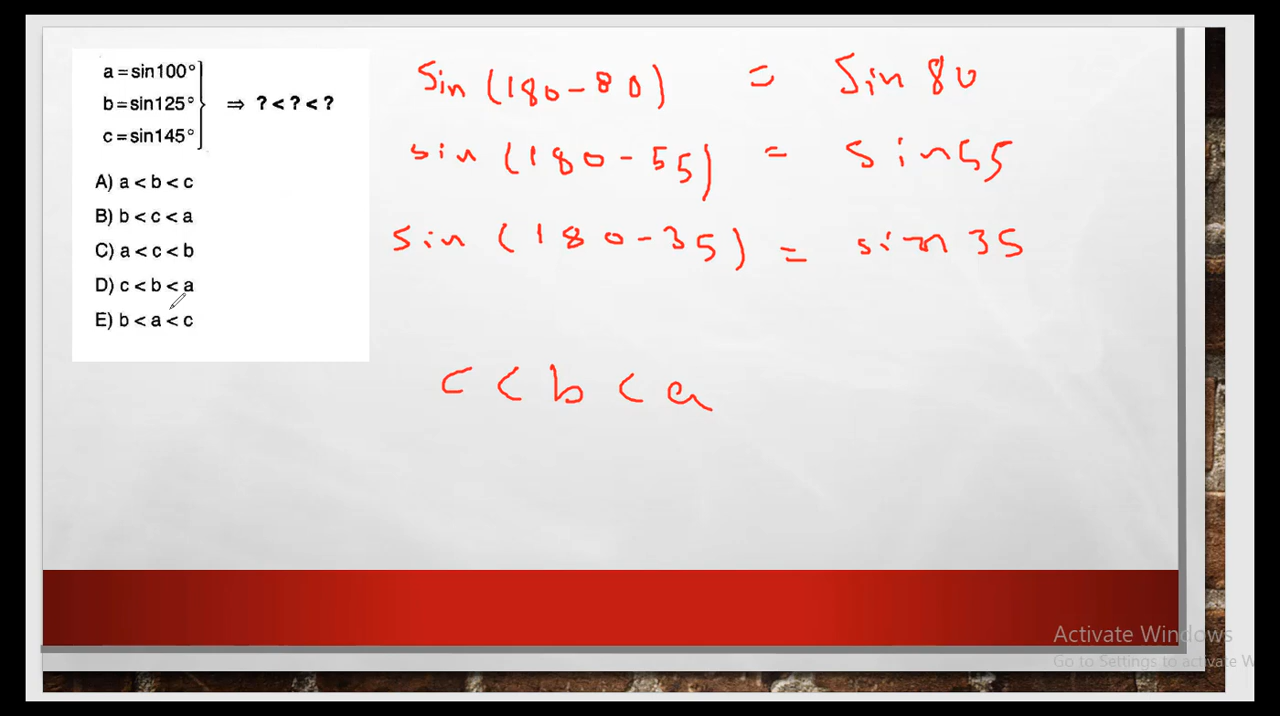 a = sin100°
b = sin125° ⇒ ? < ? < ?
c = sin145°
A) a < b < c
B) b < c < a
C) a < c < b
D) c < b < a
E) b < a < c
Sin (180-80) = Sin 80
sin (180-55) = Sin55
sin (180-35) = sin 35
c < b < a
Activate Windows
Go to Settings to activate W